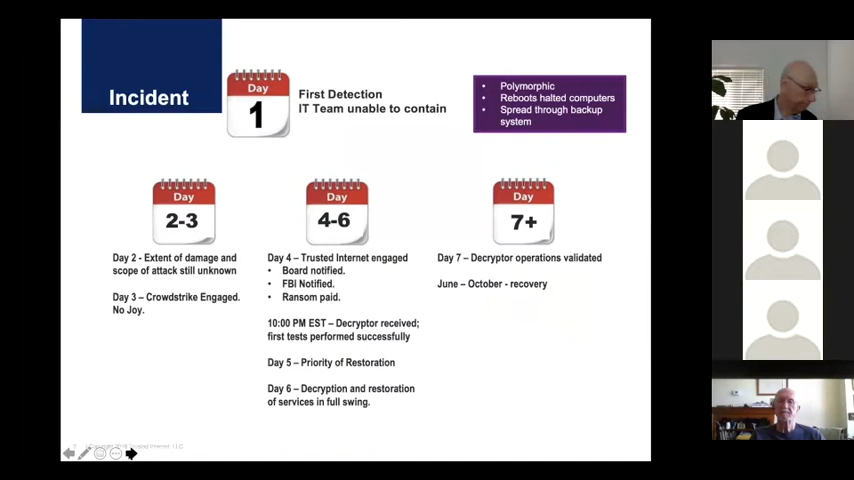 Incident
Day
1
First Detection
IT Team unable to contain
• Polymorphic
• Reboots halted computers
• Spread through backup
system
Day
2-3
Day 2 - Extent of damage and
scope of attack still unknown
Day 3 – Crowdstrike Engaged.
No Joy.
Day
4-6
Day 4 – Trusted Internet engaged
• Board notified.
• FBI Notified.
• Ransom paid.
10:00 PM EST – Decryptor received;
first tests performed successfully
Day 5 – Priority of Restoration
Day 6 – Decryption and restoration
of services in full swing.
Day
7+
Day 7 – Decryptor operations validated
June – October - recovery
Trusted Internet, LLC